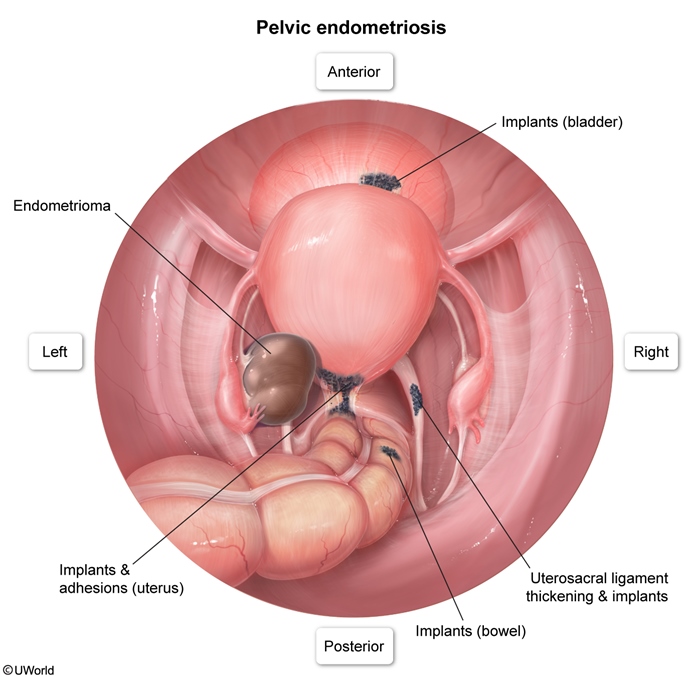 Pelvic endometriosis
Anterior
Implants (bladder)
Endometrioma
Left
Right
Implants &
adhesions (uterus)
Uterosacral ligament
thickening & implants
Implants (bowel)
Posterior
©UWorld